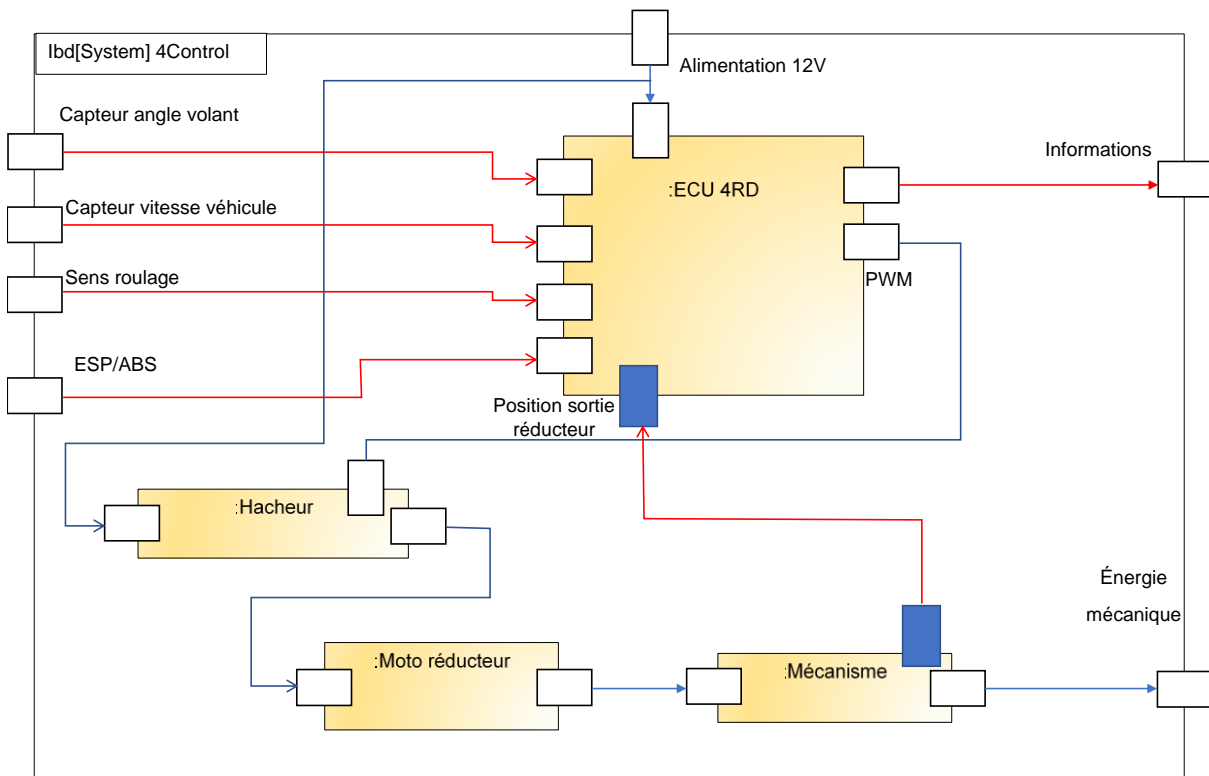 Ibd[System] 4Control
Alimentation 12V
Capteur angle volant
Informations
:ECU 4RD
Capteur vitesse véhicule
Sens roulage
PWM
ESP/ABS
Position sortie
réducteur
:Hacheur
Énergie
mécanique
:Moto réducteur
:Mécanisme